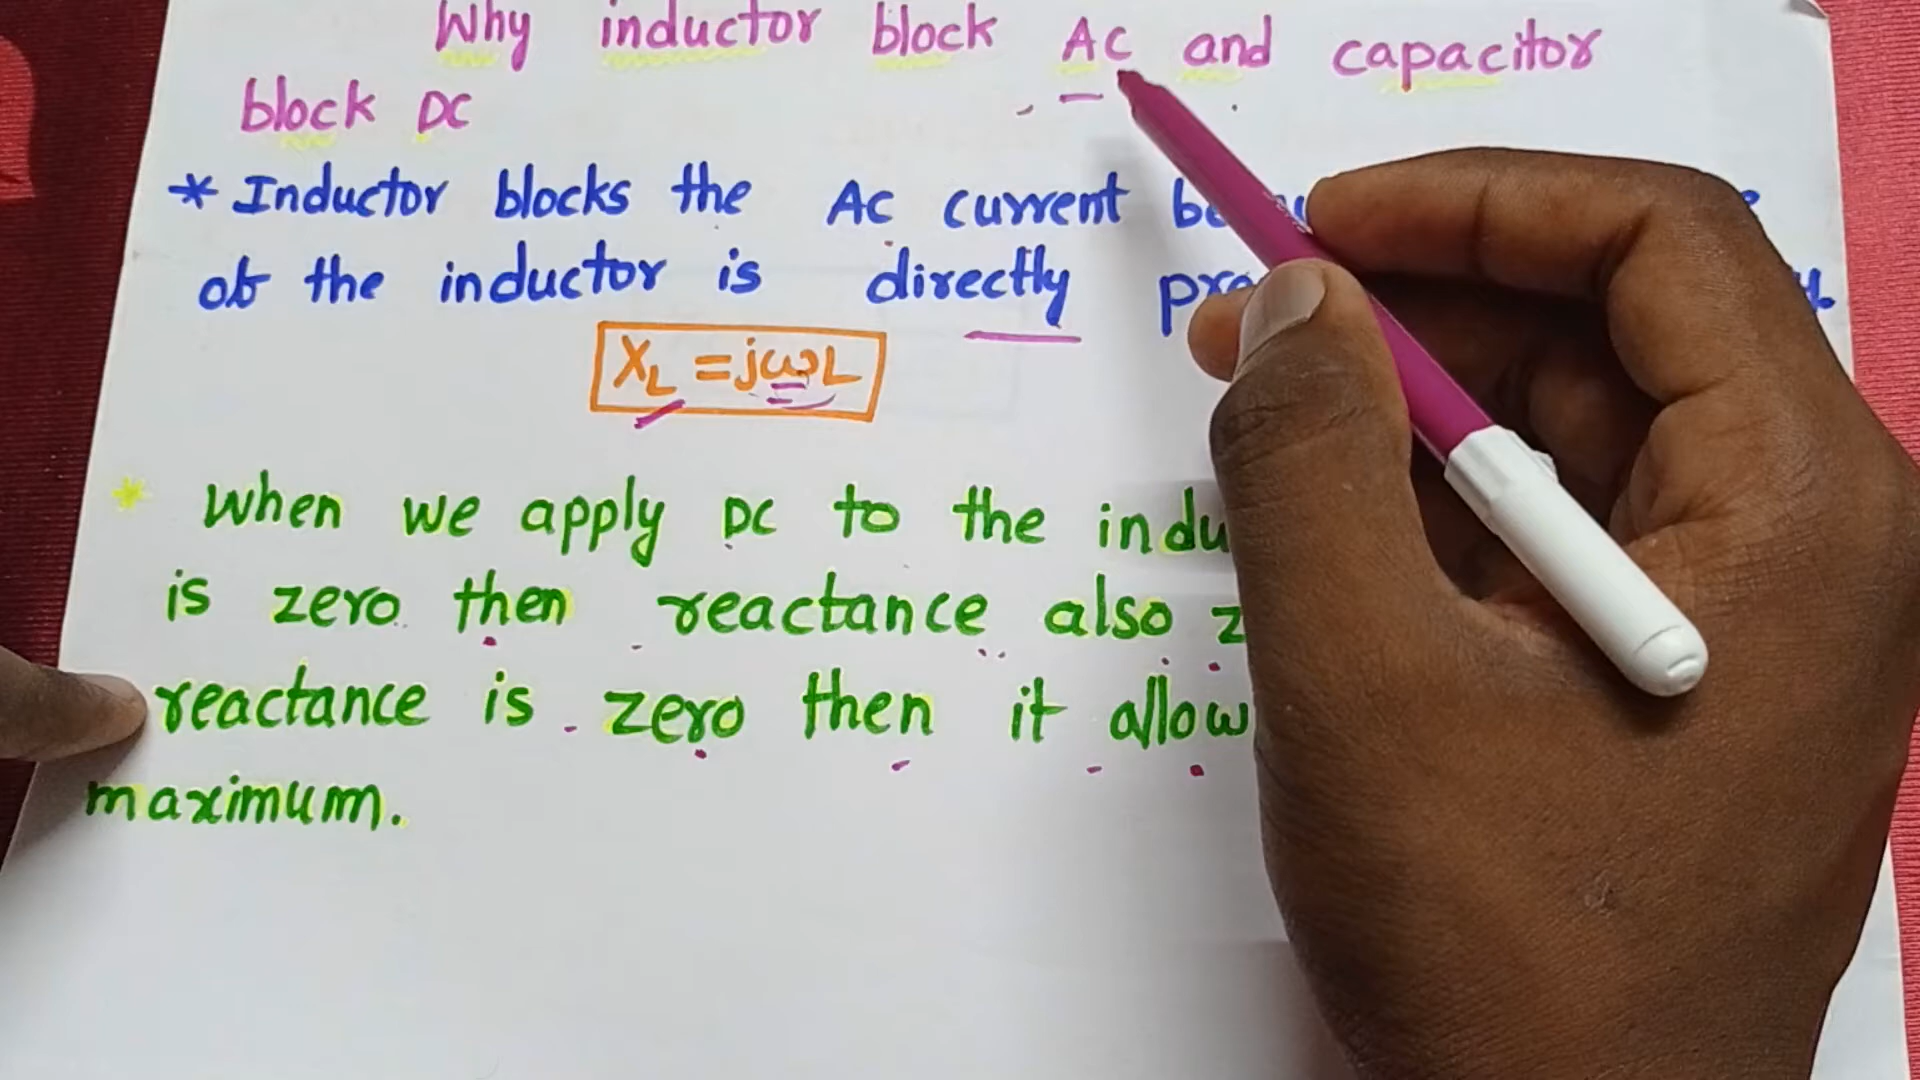 Why inductor block AC and capacitor
block DC
* Inductor blocks the AC current
of the inductor is directly
XL = jωL
* When we apply DC to the
is zero then reactance also
reactance is zero then it allow
maximum.